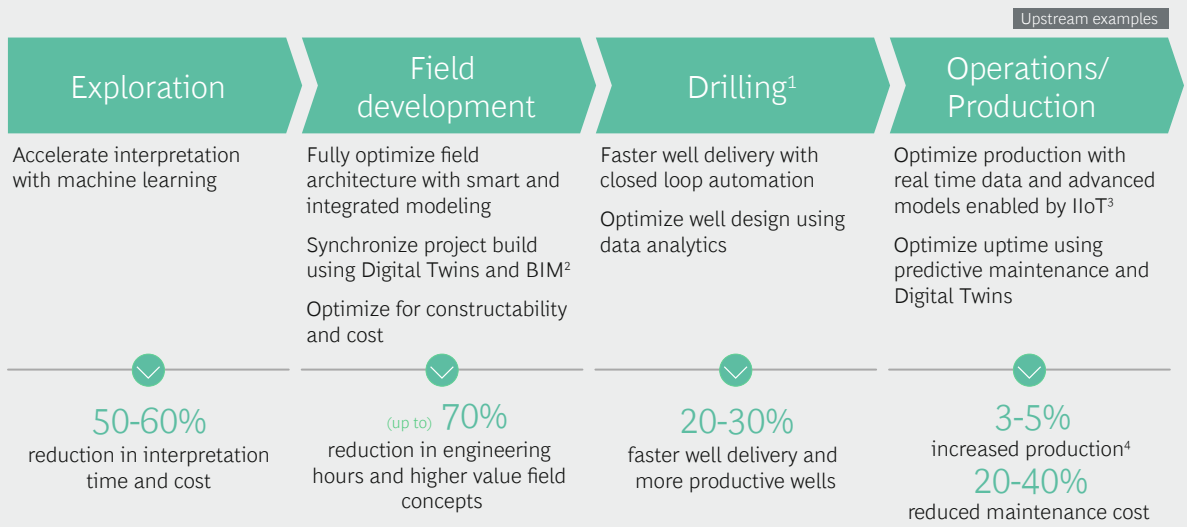 Upstream examples
Exploration
Accelerate interpretation
with machine learning
50-60%
reduction in interpretation
time and cost
Field
development
Fully optimize field
architecture with smart and
integrated modeling
Synchronize project build
using Digital Twins and BIM²
Optimize for constructability
and cost
(up to) 70%
reduction in engineering
hours and higher value field
concepts
Drilling¹
Faster well delivery with
closed loop automation
Optimize well design using
data analytics
20-30%
faster well delivery and
more productive wells
Operations/
Production
Optimize production with
real time data and advanced
models enabled by IIoT³
Optimize uptime using
predictive maintenance and
Digital Twins
3-5%
increased production⁴
20-40%
reduced maintenance cost